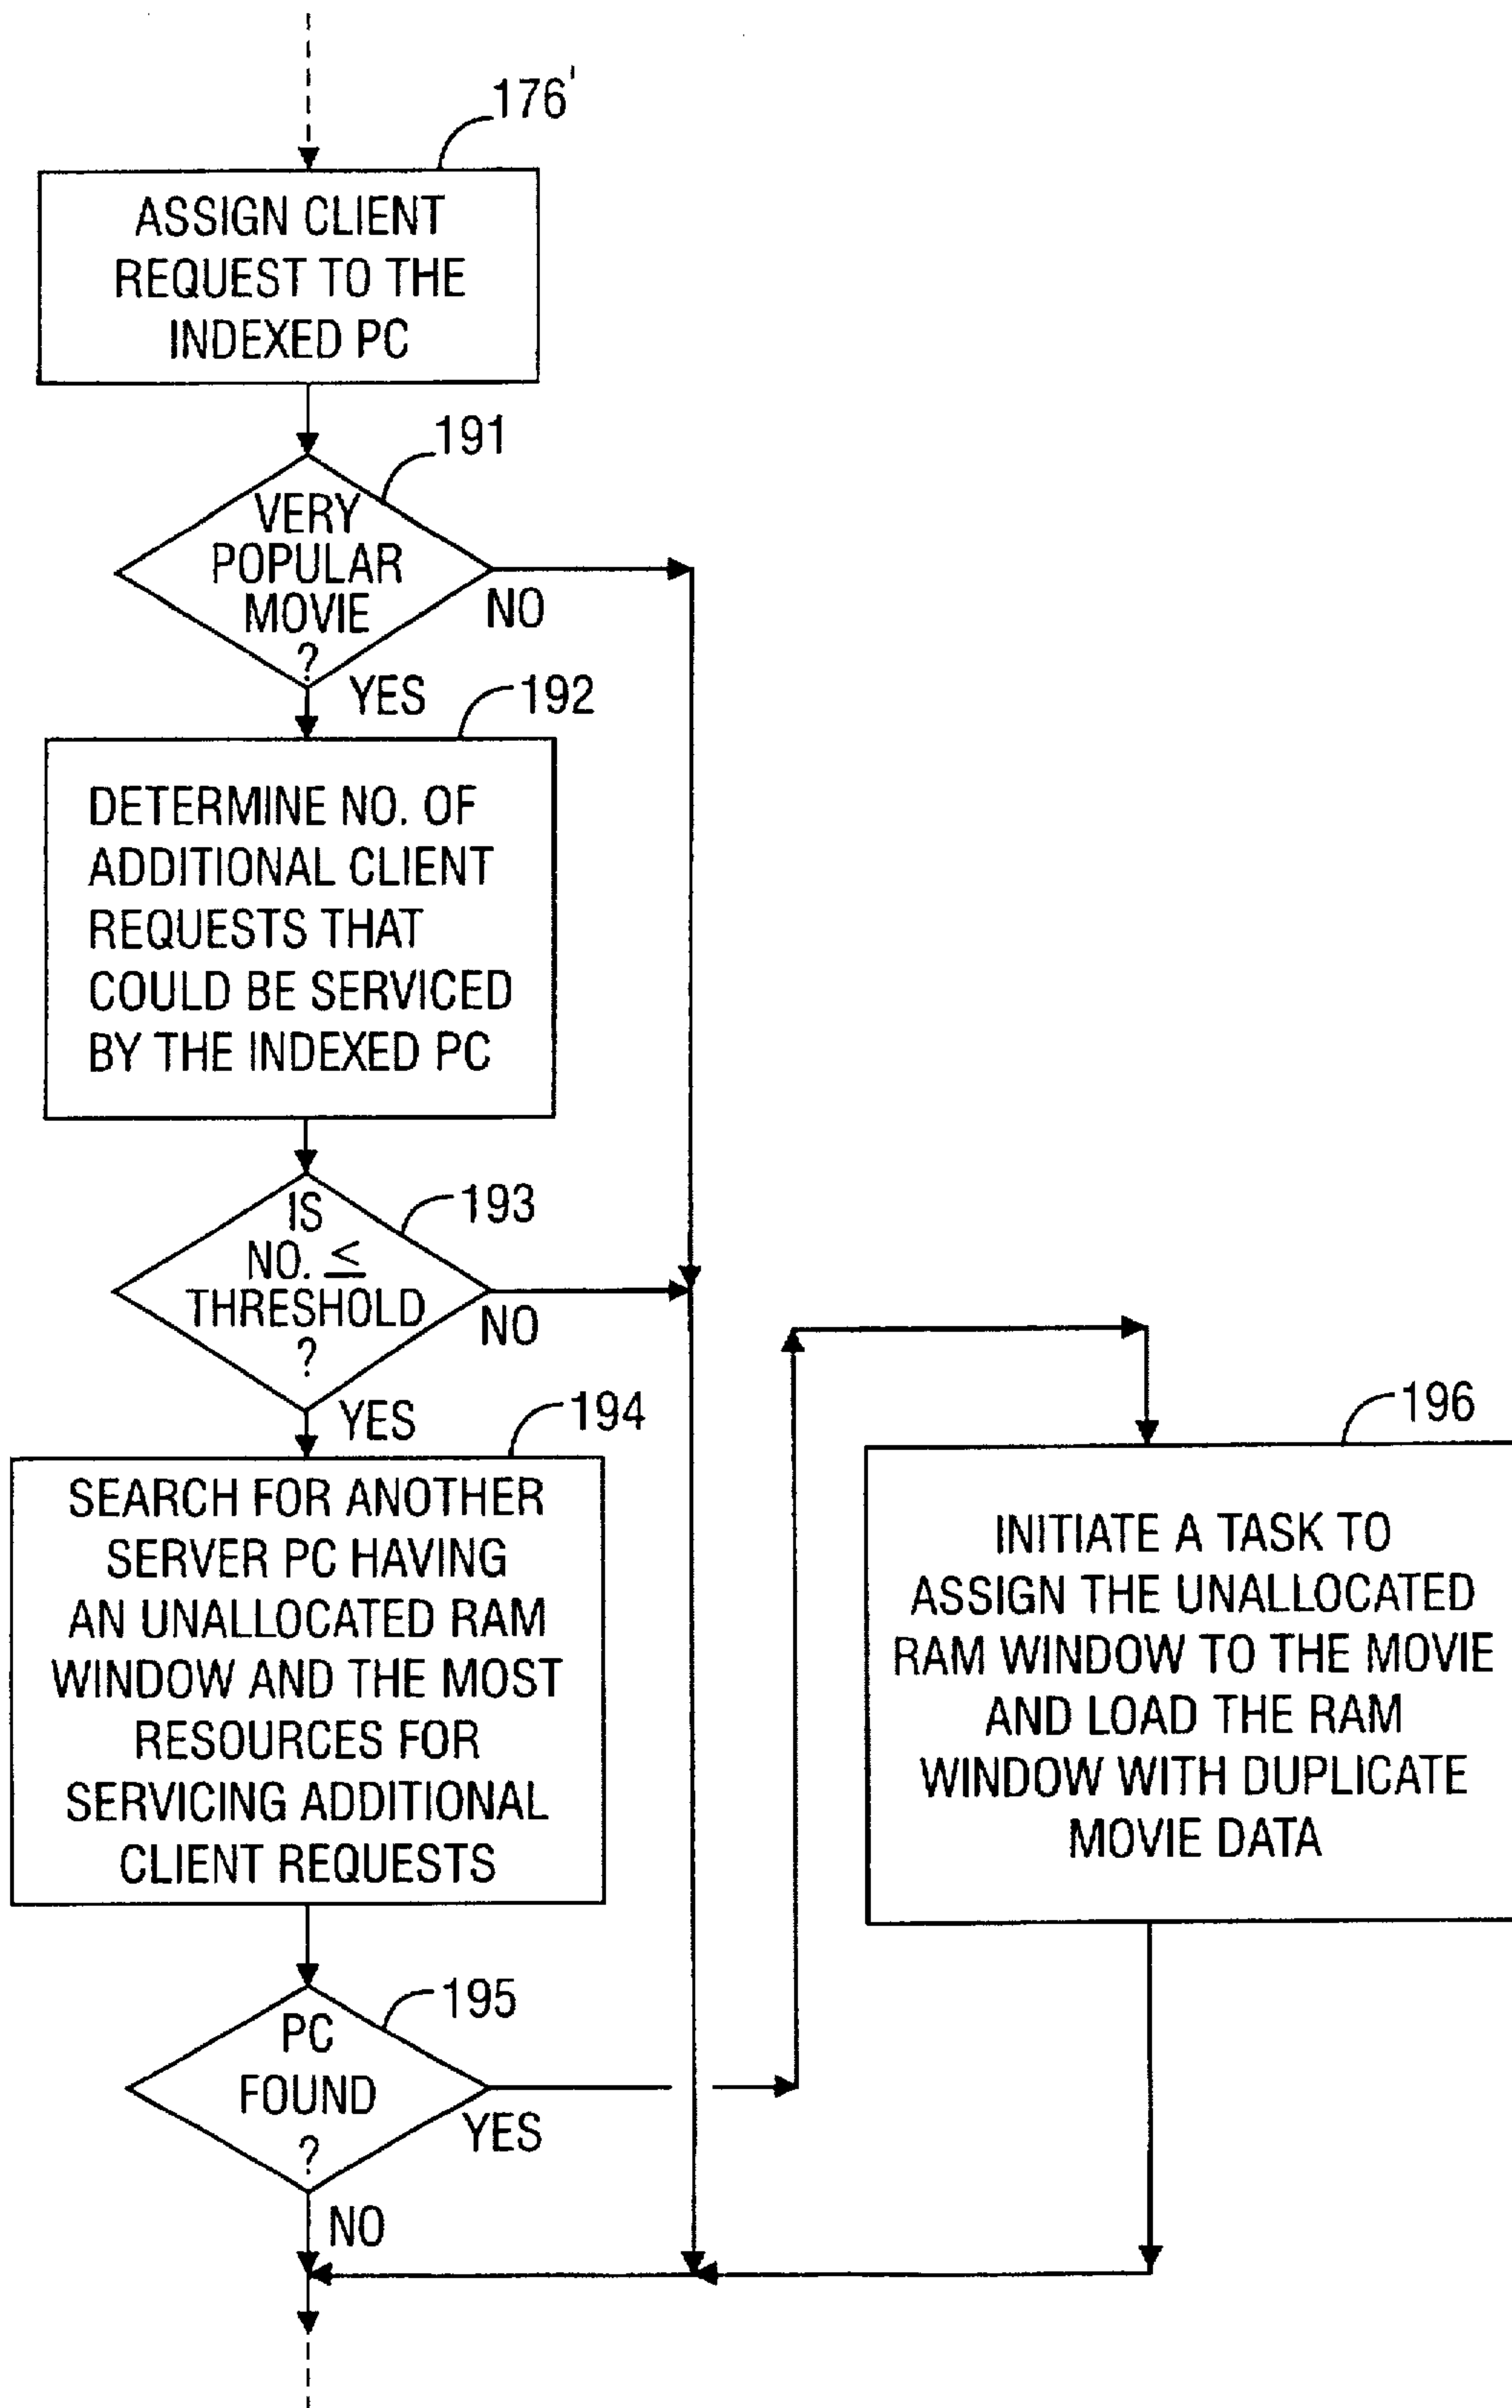 176'
ASSIGN CLIENT
REQUEST TO THE
INDEXED PC
191
VERY
POPULAR
MOVIE
?
NO
YES
192
DETERMINE NO. OF
ADDITIONAL CLIENT
REQUESTS THAT
COULD BE SERVICED
BY THE INDEXED PC
193
IS
NO. ≤
THRESHOLD
?
NO
YES
194
SEARCH FOR ANOTHER
SERVER PC HAVING
AN UNALLOCATED RAM
WINDOW AND THE MOST
RESOURCES FOR
SERVICING ADDITIONAL
CLIENT REQUESTS
195
PC
FOUND
?
YES
NO
196
INITIATE A TASK TO
ASSIGN THE UNALLOCATED
RAM WINDOW TO THE MOVIE
AND LOAD THE RAM
WINDOW WITH DUPLICATE
MOVIE DATA